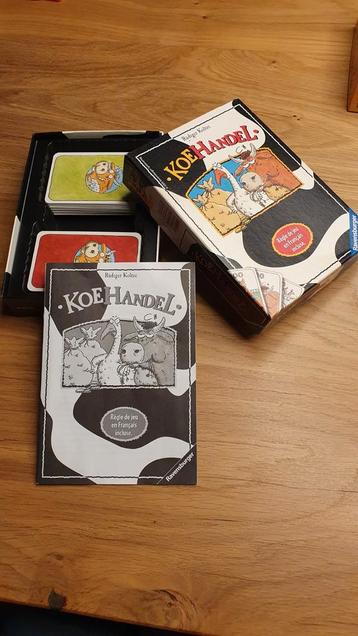 Rüdiger Koltze
KOEHANDEL
Règle de jeu
en Français
incluse.
Ravensburger
Rüdiger Koltze
KOEHANDEL
Règle de jeu
en Français
incluse.
Ravensburger